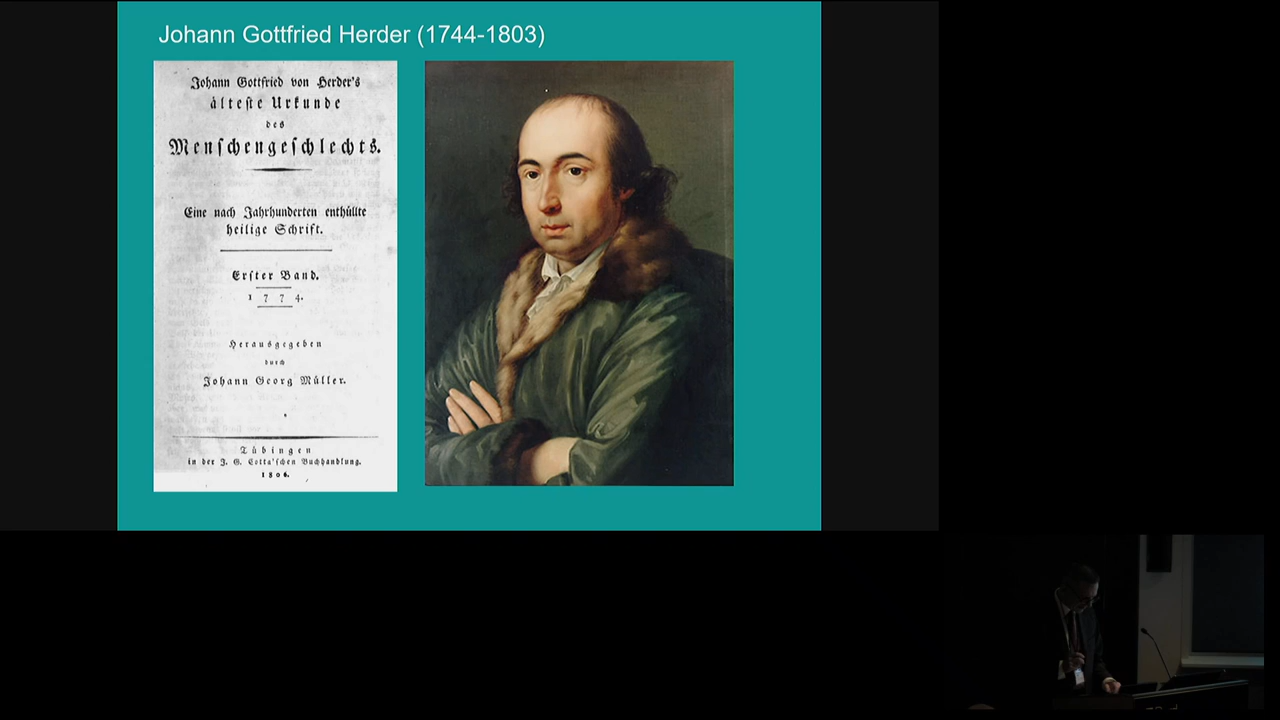 Johann Gottfried Herder (1744-1803)
Johann Gottfried von Herder's
älteſte Urkunde
des
Menſchengeſchlechts.
Eine nach Jahrhunderten enthüllte
heilige Schrift.
Erſter Band.
1774.
Herausgegeben
durch
Johann Georg Müller.
Tübingen
in der J. G. Cotta'ſchen Buchhandlung.
1806.